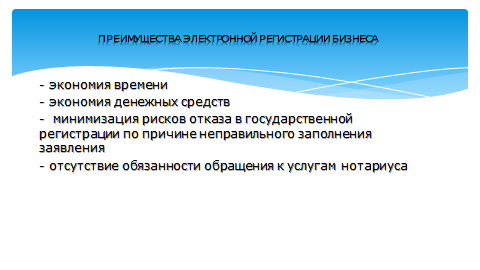 ПРЕИМУЩЕСТВА ЭЛЕКТРОННОЙ РЕГИСТРАЦИИ БИЗНЕСА
- экономия времени
- экономия денежных средств
- минимизация рисков отказа в государственной
регистрации по причине неправильного заполнения
заявления
- отсутствие обязанности обращения к услугам нотариуса